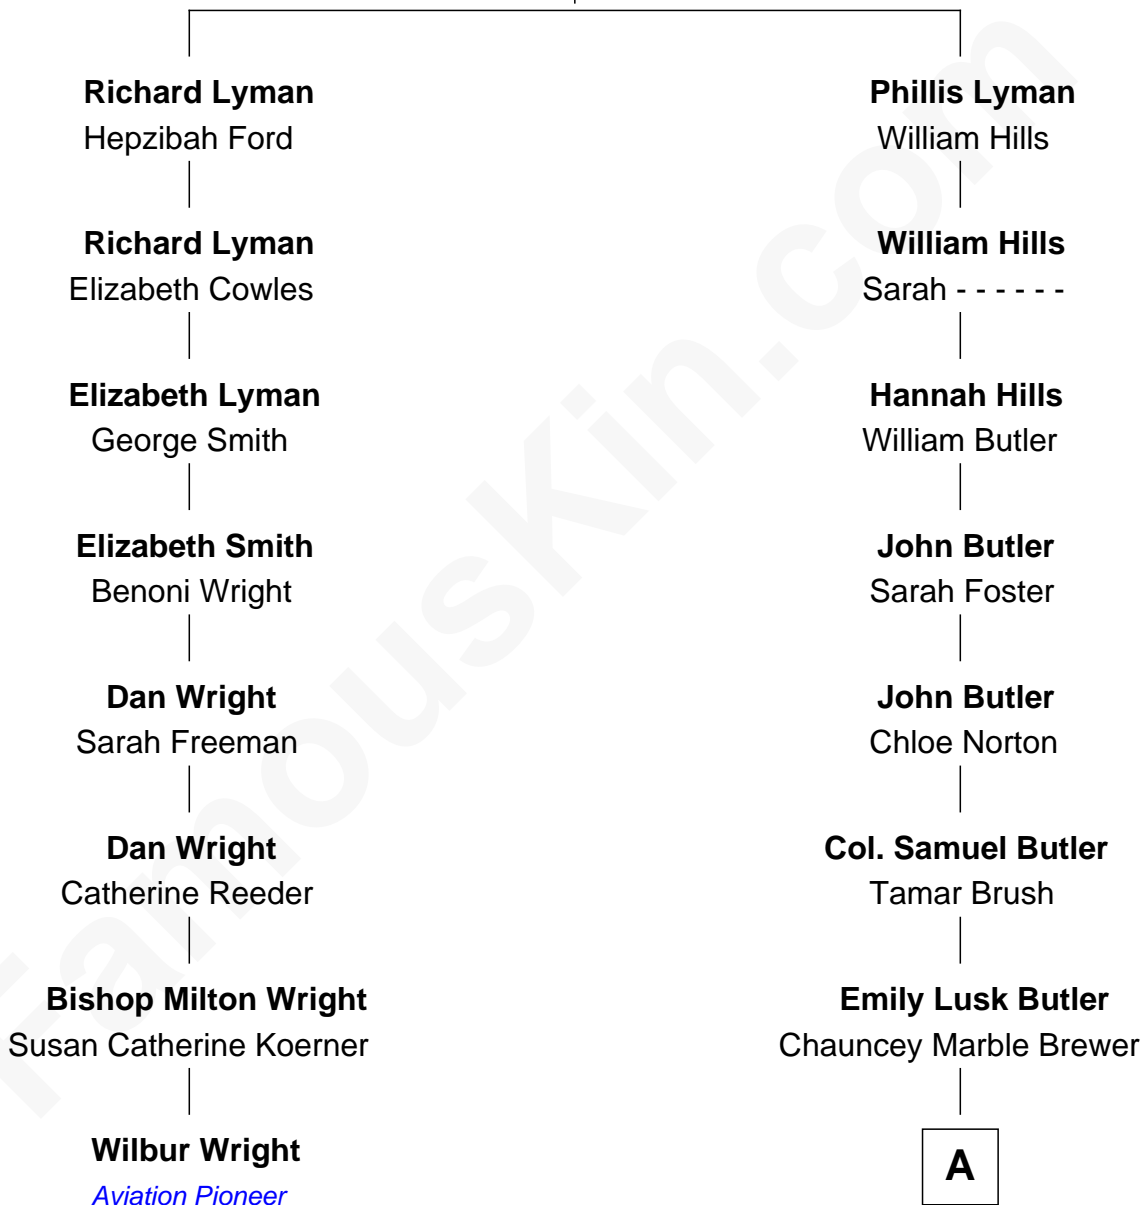 Richard Lyman
Hepzibah Ford
Phillis Lyman
William Hills
Richard Lyman
Elizabeth Cowles
William Hills
Sarah - - - - - -
Elizabeth Lyman
George Smith
Hannah Hills
William Butler
Elizabeth Smith
Benoni Wright
John Butler
Sarah Foster
Dan Wright
Sarah Freeman
John Butler
Chloe Norton
Dan Wright
Catherine Reeder
Col. Samuel Butler
Tamar Brush
Bishop Milton Wright
Susan Catherine Koerner
Emily Lusk Butler
Chauncey Marble Brewer
Wilbur Wright
Aviation Pioneer
A
FamousKin.com